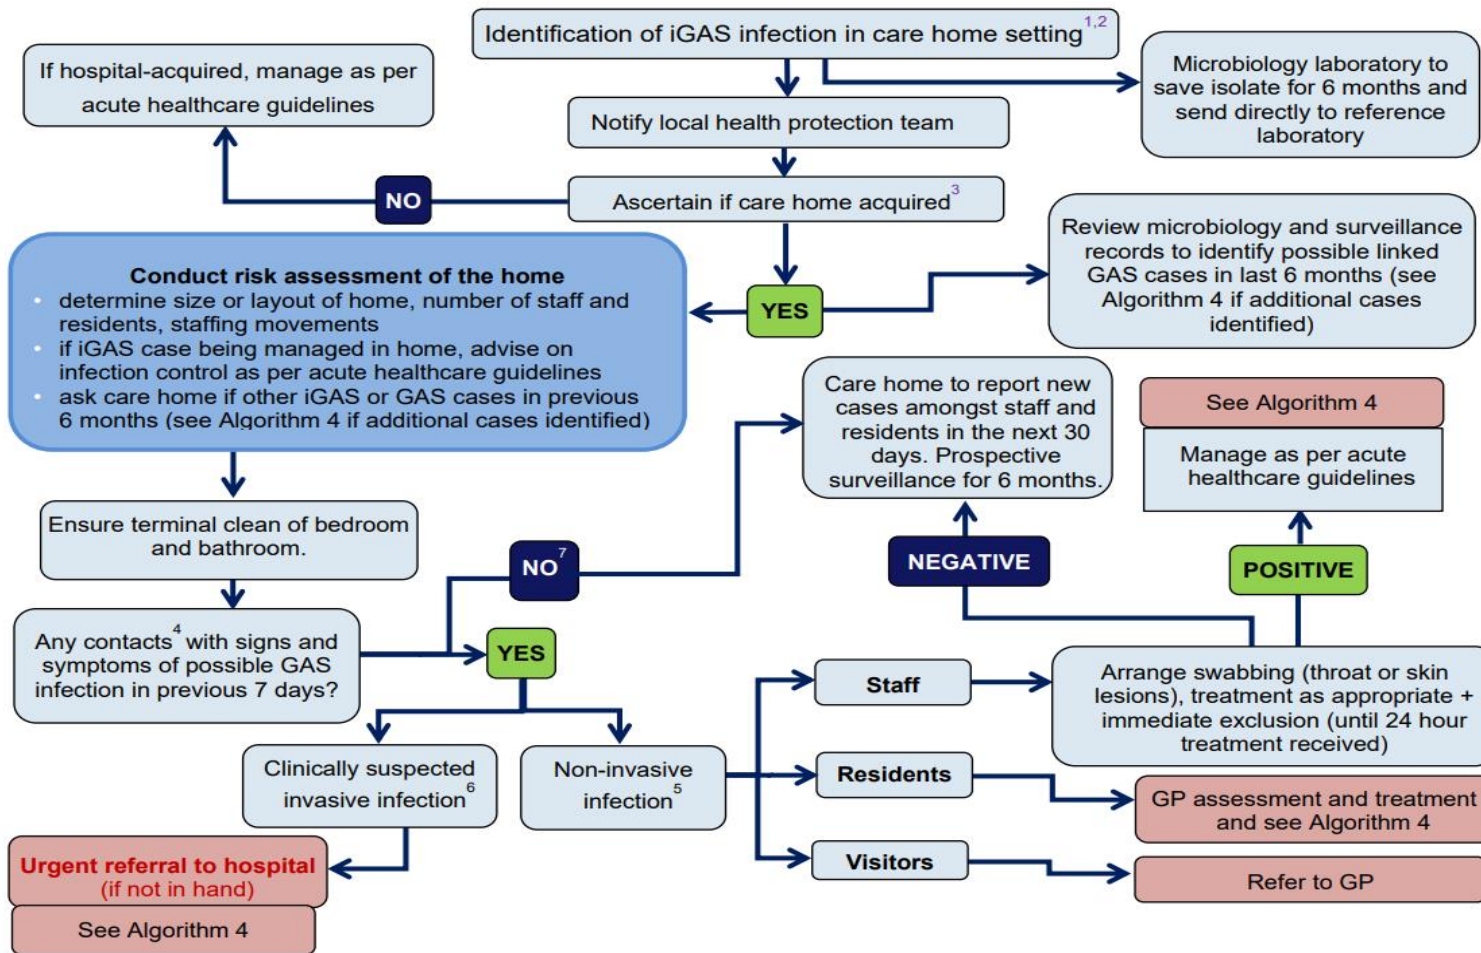 Identification of iGAS infection in care home setting1,2
If hospital-acquired, manage as per
acute healthcare guidelines
Microbiology laboratory to
save isolate for 6 months and
send directly to reference
laboratory
Notify local health protection team
NO
Ascertain if care home acquired3
YES
Review microbiology and surveillance
records to identify possible linked
GAS cases in last 6 months (see
Algorithm 4 if additional cases
identified)
Conduct risk assessment of the home
• determine size or layout of home, number of staff and
residents, staffing movements
• if iGAS case being managed in home, advise on
infection control as per acute healthcare guidelines
• ask care home if other iGAS or GAS cases in previous
6 months (see Algorithm 4 if additional cases identified)
Care home to report new
cases amongst staff and
residents in the next 30
days. Prospective
surveillance for 6 months.
See Algorithm 4
Manage as per acute
healthcare guidelines
Ensure terminal clean of bedroom
and bathroom.
NO7
NEGATIVE
POSITIVE
Any contacts4 with signs and
symptoms of possible GAS
infection in previous 7 days?
YES
Staff
Arrange swabbing (throat or skin
lesions), treatment as appropriate +
immediate exclusion (until 24 hour
treatment received)
Clinically suspected
invasive infection6
Non-invasive
infection5
Residents
GP assessment and treatment
and see Algorithm 4
Visitors
Refer to GP
Urgent referral to hospital
(if not in hand)
See Algorithm 4